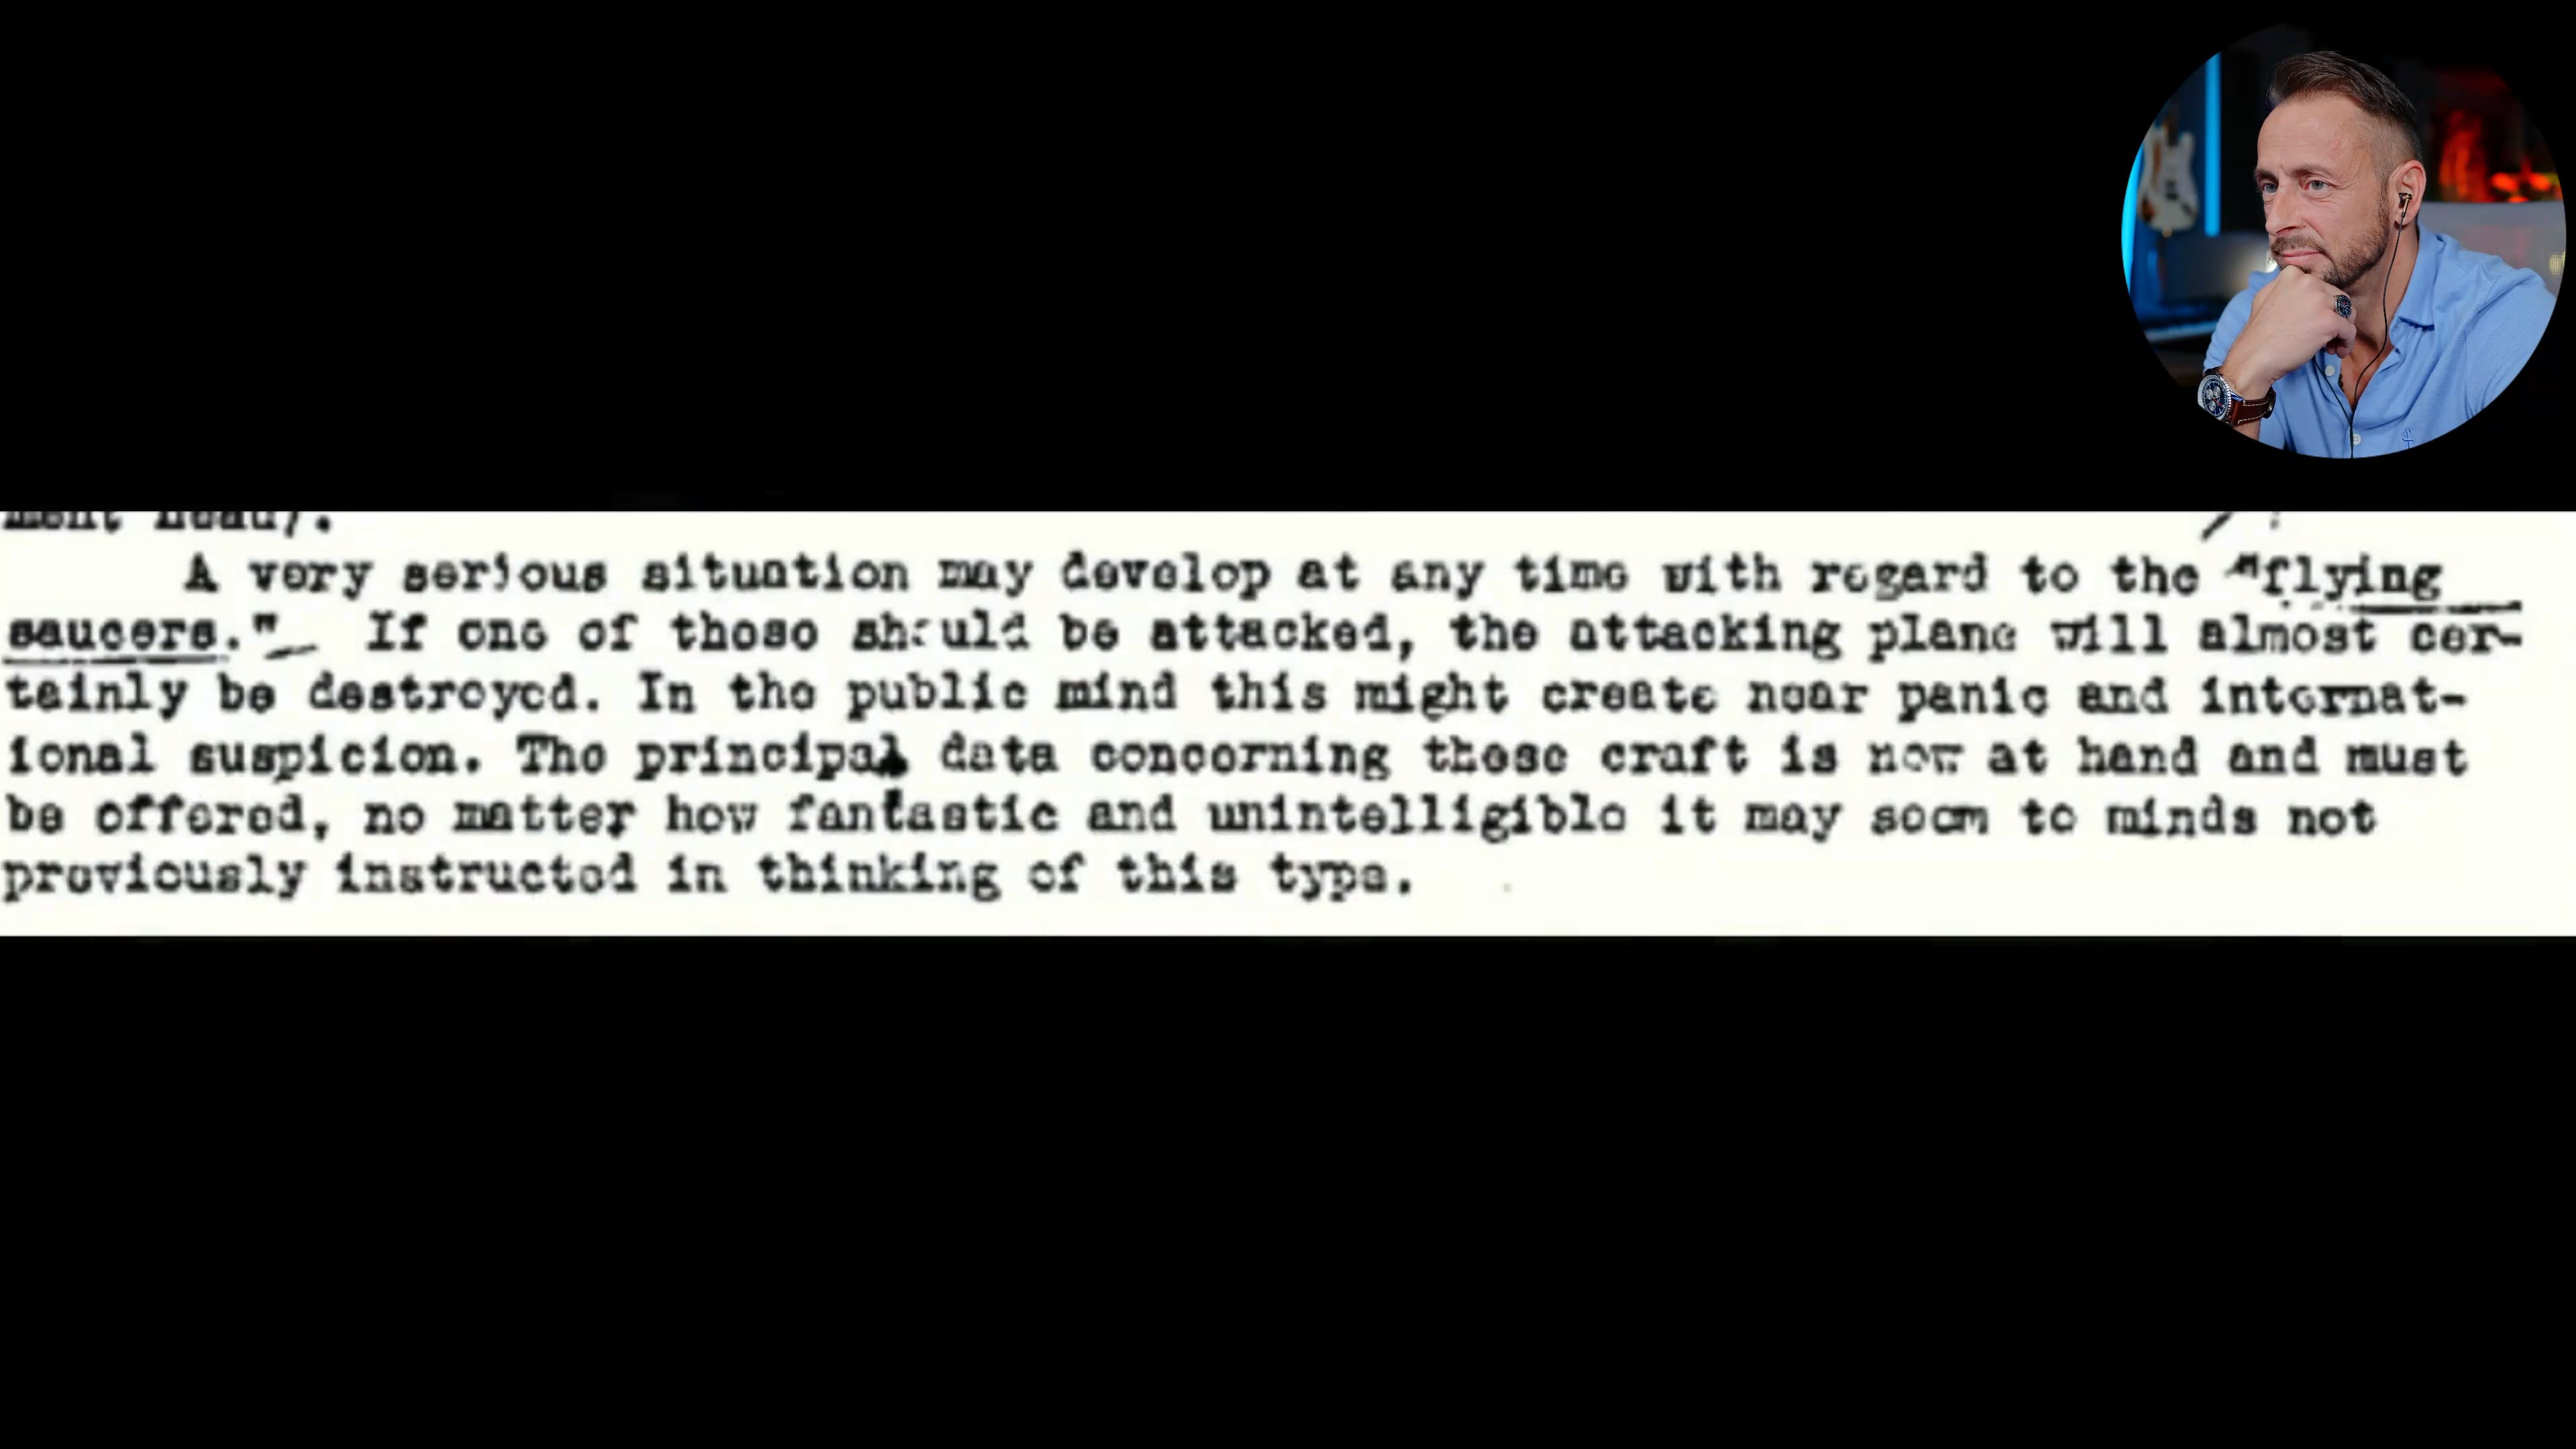 A very serious situation may develop at any time with regard to the "flying
saucers." If one of these should be attacked, the attacking plane will almost cer-
tainly be destroyed. In the public mind this might create near panic and internat-
ional suspicion. The principal data concerning these craft is now at hand and must
be offered, no matter how fantastic and unintelligible it may seem to minds not
previously instructed in thinking of this type.